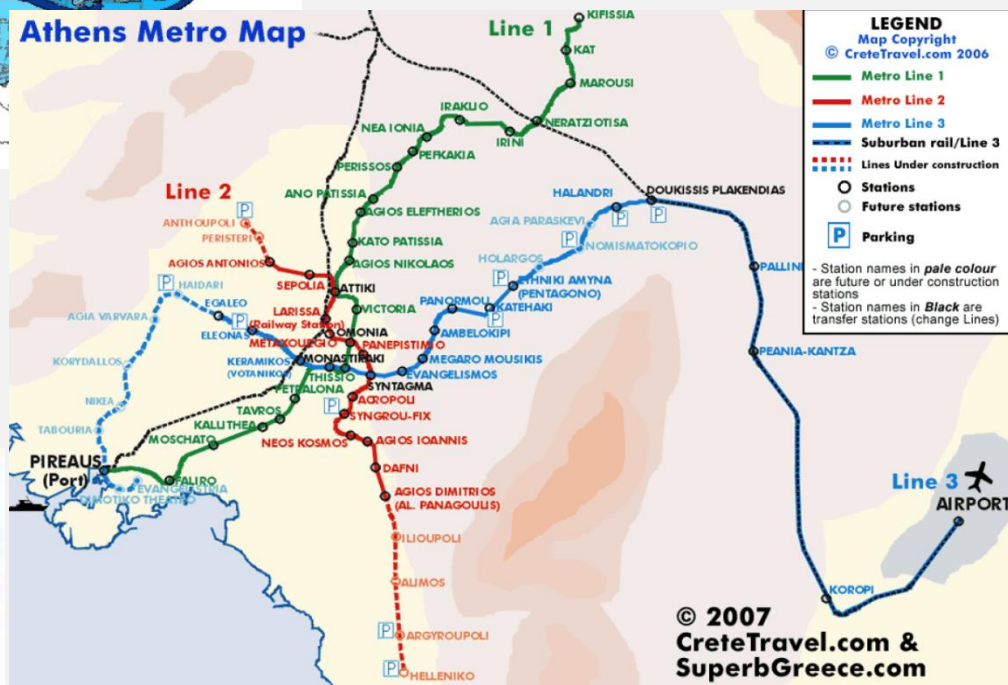 Athens Metro Map
Line 1
KIFISSIA
KAT
MAROUSI
NERATZIOTISA
IRINI
IRAKLIO
NEA IONIA
PEFKAKIA
PERISSOS
ANO PATISSIA
AGIOS ELEFTHERIOS
KATO PATISSIA
AGIOS NIKOLAOS
ATTIKI
VICTORIA
OMONIA
MONASTIRAKI
THISSIO
PETRALONA
TAVROS
KALLITHEA
MOSCHATO
FALIRO
PIREAUS
(Port)
Line 2
ANTHOUPOLI
PERISTERI
AGIOS ANTONIOS
SEPOLIA
LARISSA
(Railway Station)
METAXOURGIO
PANEPISTIMIO
SYNTAGMA
ACROPOLI
SYNGROU-FIX
NEOS KOSMOS
AGIOS IOANNIS
DAFNI
AGIOS DIMITRIOS
(AL. PANAGOULIS)
ILIOUPOLI
ALIMOS
ARGYROUPOLI
HELLENIKO
HAIDARI
AGIA VARVARA
KORYDALLOS
NIKEA
TABOURIA
EVANGELISTRIA
DIMOTIKO THEATRO
EGALEO
ELEONAS
KERAMIKOS
(VOTANIKOS)
EVANGELISMOS
MEGARO MOUSIKIS
AMBELOKIPI
PANORMOU
KATEHAKI
ETHNIKI AMYNA
(PENTAGONO)
HOLARGOS
NOMISMATOKOPIO
AGIA PARASKEVI
HALANDRI
DOUKISSIS PLAKENDIAS
PALLINI
PEANIA-KANTZA
KOROPI
Line 3
AIRPORT
P
P
P
P
P
P
P
P
P
P
LEGEND
Map Copyright
© CreteTravel.com 2006
Metro Line 1
Metro Line 2
Metro Line 3
Suburban rail/Line 3
Lines Under construction
Stations
Future stations
P Parking
- Station names in pale colour
are future or under construction
stations
- Station names in Black are
transfer stations (change Lines)
© 2007
CreteTravel.com &
SuperbGreece.com